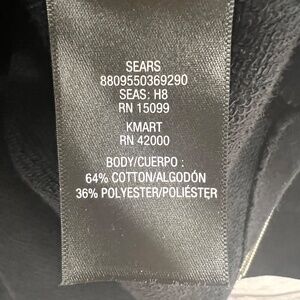 SEARS
8809550369290
SEAS: H8
RN 15099
KMART
RN 42000
BODY/CUERPO :
64% COTTON/ALGODÓN
36% POLYESTER/POLIÉSTER